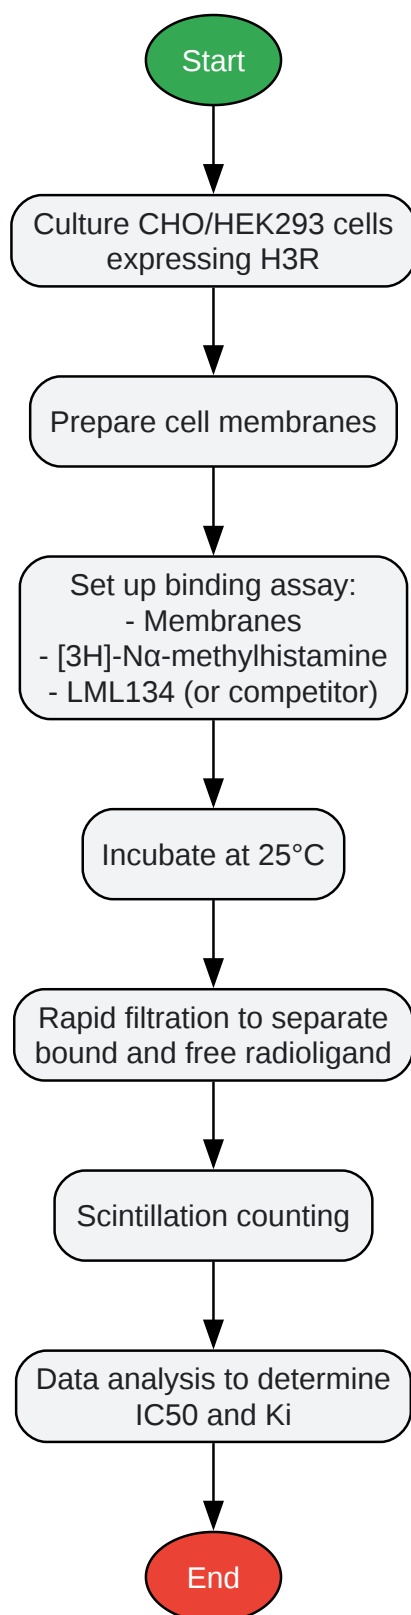 Start
Culture CHO/HEK293 cells
expressing H3R
Prepare cell membranes
Set up binding assay:
- Membranes
- [3H]-Nα-methylhistamine
- LML134 (or competitor)
Incubate at 25°C
Rapid filtration to separate
bound and free radioligand
Scintillation counting
Data analysis to determine
IC50 and Ki
End